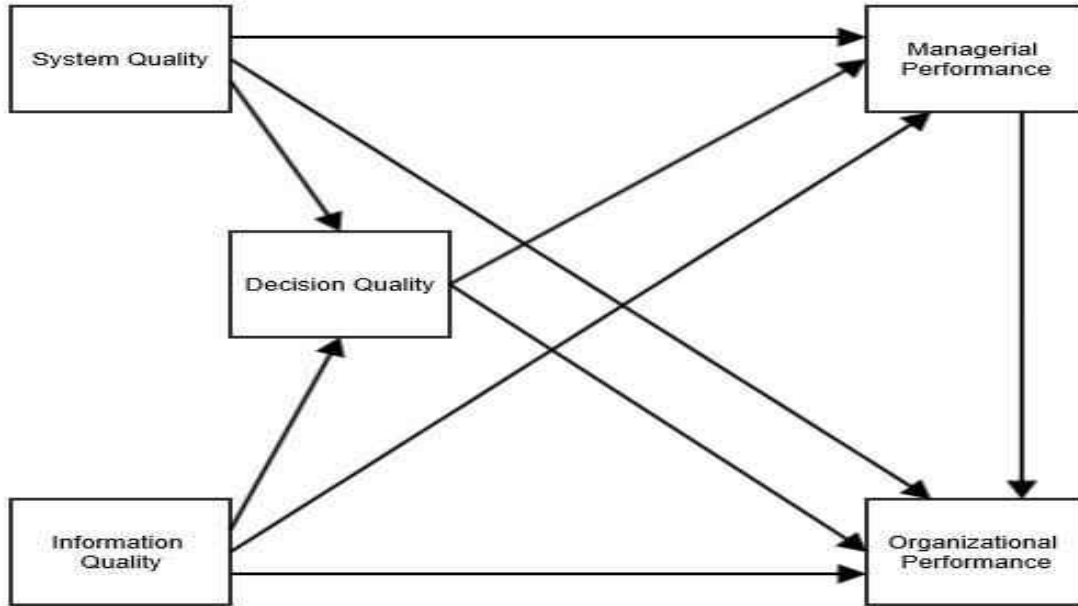 System Quality
Managerial
Performance
Decision Quality
Information
Quality
Organizational
Performance